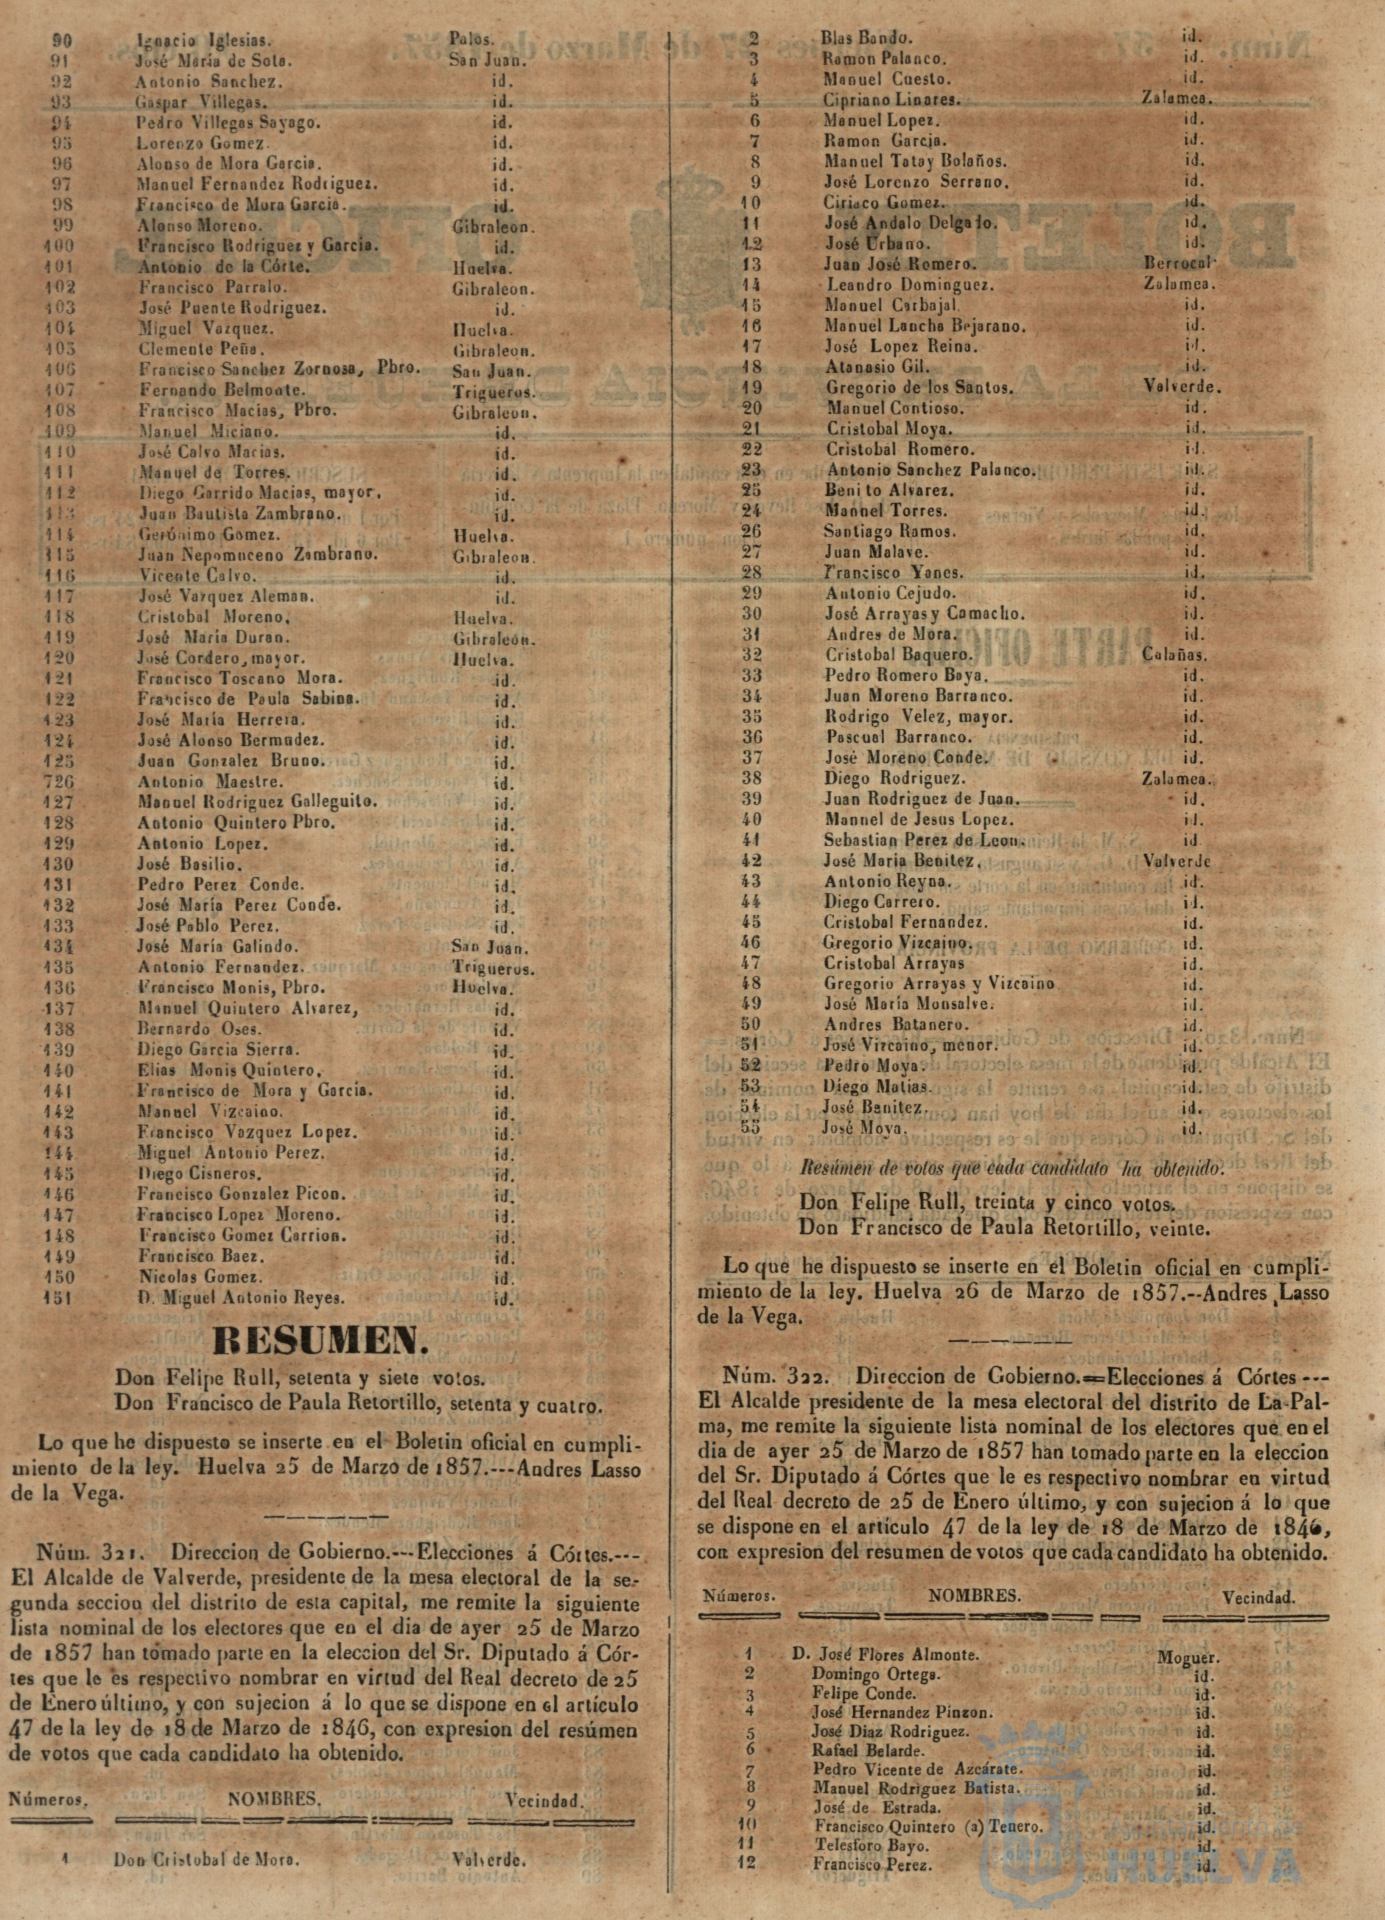 90 Ignacio Iglesias. Palos.
91 José María de Soto. San Juan.
92 Antonio Sanchez. id.
93 Gaspar Villegas. id.
94 Pedro Villegas Sayago. id.
95 Lorenzo Gomez. id.
96 Alonso de Mora Garcia. id.
97 Manuel Fernandez Rodriguez. id.
98 Francisco de Mora Garcia. id.
99 Alonso Moreno. Gibraleon.
100 Francisco Rodriguez y Garcia. id.
101 Antonio de la Córte. Huelva.
102 Francisco Parralo. Gibraleon.
103 José Puente Rodriguez. id.
104 Miguel Vazquez. Huelva.
105 Clemente Peña. Gibraleon.
106 Francisco Sanchez Zornosa, Pbro. San Juan.
107 Fernando Belmonte. Trigueros.
108 Francisco Macias, Pbro. Gibraleon.
109 Manuel Miciano. id.
110 José Calvo Macias. id.
111 Manuel de Torres. id.
112 Diego Garrido Macias, mayor. id.
113 Juan Bautista Zambrano. id.
114 Gerónimo Gomez. Huelva.
115 Juan Nepomuceno Zambrano. Gibraleon.
116 Vicente Calvo. id.
117 José Vazquez Aleman. id.
118 Cristobal Moreno. Huelva.
119 José María Duran. Gibraleón.
120 José Cordero, mayor. Huelva.
121 Francisco Toscano Mora. id.
122 Francisco de Paula Sabina. id.
123 José María Herrera. id.
124 José Alonso Bermudez. id.
125 Juan Gonzalez Bruno. id.
726 Antonio Maestre. id.
127 Manuel Rodriguez Galleguito. id.
128 Antonio Quintero Pbro. id.
129 Antonio Lopez. id.
130 José Basilio. id.
131 Pedro Perez Conde. id.
132 José María Perez Conde. id.
133 José Pablo Perez. id.
134 José María Galindo. San Juan.
135 Antonio Fernandez. Trigueros.
136 Francisco Monis, Pbro. Huelva.
137 Manuel Quintero Alvarez, id.
138 Bernardo Oses. id.
139 Diego Garcia Sierra. id.
140 Elias Monis Quintero. id.
141 Francisco de Mora y Garcia. id.
142 Manuel Vizcaino. id.
143 Francisco Vazquez Lopez. id.
144 Miguel Antonio Perez. id.
145 Diego Cisneros. id.
146 Francisco Gonzalez Picon. id.
147 Francisco Lopez Moreno. id.
148 Francisco Gomez Carrion. id.
149 Francisco Baez. id.
150 Nicolas Gomez. id.
151 D. Miguel Antonio Reyes. id.
RESUMEN.
Don Felipe Rull, setenta y siete votos.
Don Francisco de Paula Retortillo, setenta y cuatro.
Lo que he dispuesto se inserte en el Boletin oficial en cumpli-
miento de la ley. Huelva 25 de Marzo de 1857.---Andres Lasso
de la Vega.
Núm. 321. Direccion de Gobierno.---Elecciones á Córtes.---
El Alcalde de Valverde, presidente de la mesa electoral de la se-
gunda seccion del distrito de esta capital, me remite la siguiente
lista nominal de los electores que en el dia de ayer 25 de Marzo
de 1857 han tomado parte en la eleccion del Sr. Diputado á Cór-
tes que le es respectivo nombrar en virtud del Real decreto de 25
de Enero último, y con sujecion á lo que se dispone en el artículo
47 de la ley de 18 de Marzo de 1846, con expresion del resúmen
de votos que cada candidato ha obtenido.
Números. NOMBRES. Vecindad.
1 Don Cristobal de Mora. Valverde.
2 Blas Bando. id.
3 Ramon Palanco. id.
4 Manuel Cuesto. id.
5 Cipriano Linares. Zalamea.
6 Manuel Lopez. id.
7 Ramon Garcia. id.
8 Manuel Tatay Bolaños. id.
9 José Lorenzo Serrano. id.
10 Ciriaco Gomez. id.
11 José Andalo Delgado. id.
12 José Urbano. id.
13 Juan José Romero. Berrocal
14 Leandro Dominguez. Zalamea.
15 Manuel Carbajal. id.
16 Manuel Lancha Bejarano. id.
17 José Lopez Reina. id.
18 Atanasio Gil. id.
19 Gregorio de los Santos. Valverde.
20 Manuel Contioso. id.
21 Cristobal Moya. id.
22 Cristobal Romero. id.
23 Antonio Sanchez Palanco. id.
25 Benito Alvarez. id.
24 Manuel Torres. id.
26 Santiago Ramos. id.
27 Juan Malave. id.
28 Francisco Yanes. id.
29 Antonio Cejudo. id.
30 José Arrayas y Camacho. id.
31 Andres de Mora. id.
32 Cristobal Baquero. Calañas.
33 Pedro Romero Baya. id.
34 Juan Moreno Barranco. id.
35 Rodrigo Velez, mayor. id.
36 Pascual Barranco. id.
37 José Moreno Conde. id.
38 Diego Rodriguez. Zalamea.
39 Juan Rodriguez de Juan. id.
40 Manuel de Jesus Lopez. id.
41 Sebastian Perez de Leon. id
42 José Maria Benitez. Valverde
43 Antonio Reyna. id.
44 Diego Carrero. id.
45 Cristobal Fernandez. id.
46 Gregorio Vizcaino. id.
47 Cristobal Arrayas id.
48 Gregorio Arrayas y Vizcaino id.
49 José María Monsalve. id.
50 Andres Batanero. id.
51 José Vizcaino, menor. id.
52 Pedro Moya. id.
53 Diego Matias. id.
54 José Banitez. id.
55 José Moya. id.
Resúmen de votos que cada candidato ha obtenido.
Don Felipe Rull, treinta y cinco votos.
Don Francisco de Paula Retortillo, veinte.
Lo que he dispuesto se inserte en el Boletin oficial en cumpli-
miento de la ley. Huelva 26 de Marzo de 1857.--Andres Lasso
de la Vega.
Núm. 322. Direccion de Gobierno.=Elecciones á Córtes---
El Alcalde presidente de la mesa electoral del distrito de La-Pal-
ma, me remite la siguiente lista nominal de los electores que en el
dia de ayer 25 de Marzo de 1857 han tomado parte en la eleccion
del Sr. Diputado á Córtes que le es respectivo nombrar en virtud
del Real decreto de 25 de Enero último, y con sujecion á lo que
se dispone en el artículo 47 de la ley de 18 de Marzo de 1846,
con expresion del resumen de votos que cada candidato ha obtenido.
Números. NOMBRES. Vecindad.
1 D. José Flores Almonte. Moguer.
2 Domingo Ortega. id.
3 Felipe Conde. id.
4 José Hernandez Pinzon. id.
5 José Diaz Rodriguez. id.
6 Rafael Belarde. id.
7 Pedro Vicente de Azcárate. id.
8 Manuel Rodriguez Batista. id.
9 José de Estrada. id.
10 Francisco Quintero (a) Tenero. id.
11 Telesforo Bayo. id.
12 Francisco Perez. id.
HUELVA